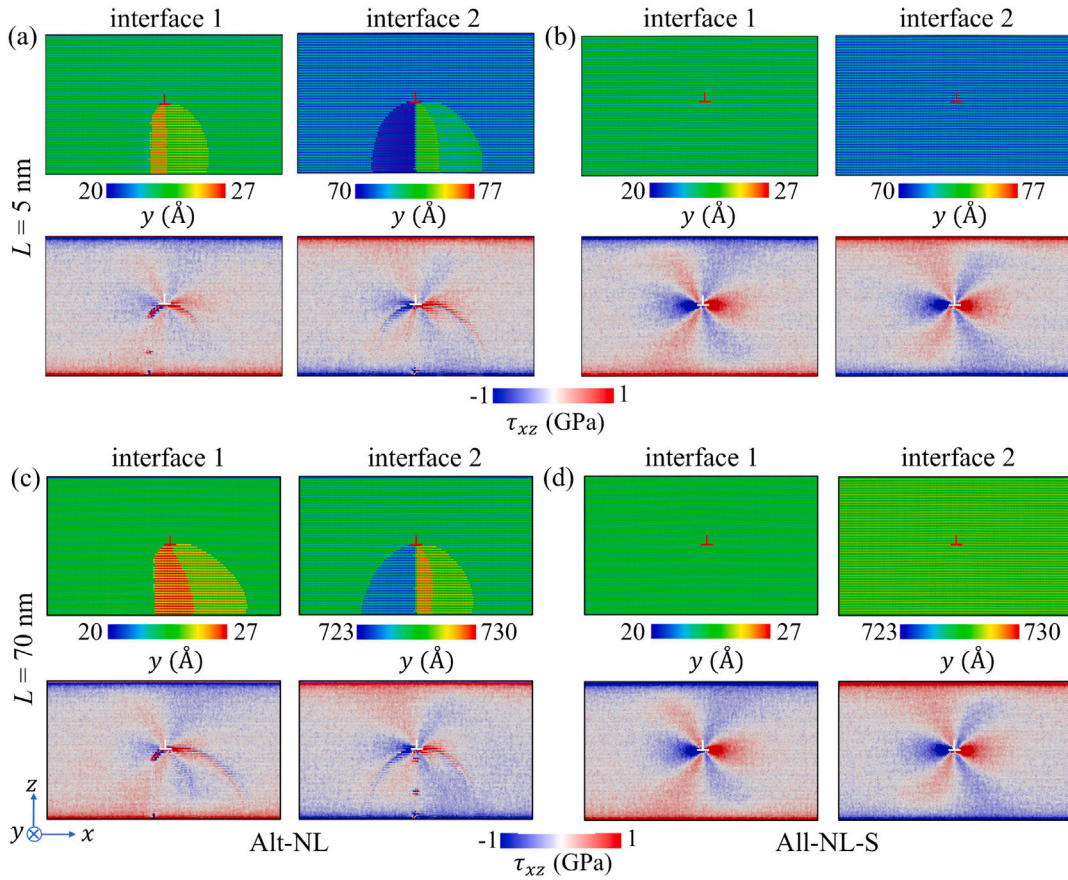 (a) interface 1 interface 2 (b) interface 1 interface 2
20 27 70 77 20 27 70 77
y (Å) y (Å) y (Å) y (Å)
L = 5 nm
-1 1
τxz (GPa)
(c) interface 1 interface 2 (d) interface 1 interface 2
20 27 723 730 20 27 723 730
y (Å) y (Å) y (Å) y (Å)
L = 70 nm
z
y x
Alt-NL -1 1 All-NL-S
τxz (GPa)